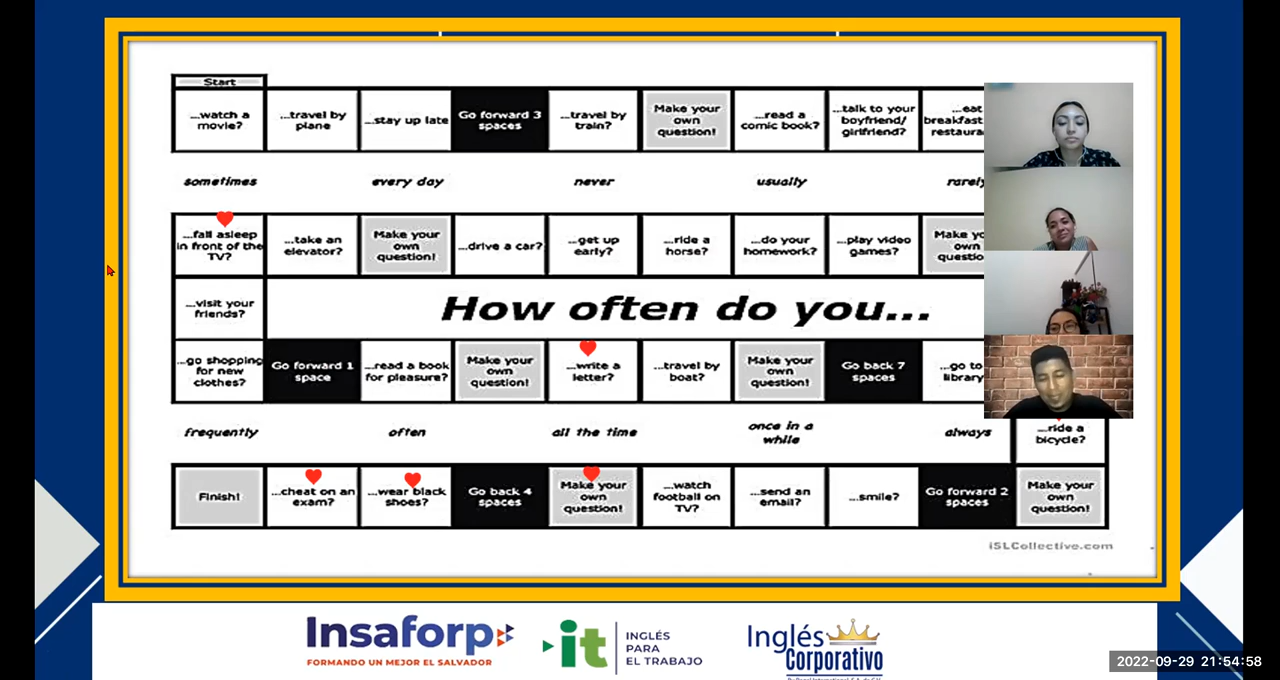 Start
...watch a
movie?
...travel by
plane
...stay up late
Go forward 3
spaces
...travel by
train?
Make your
own
question!
...read a
comic book?
...talk to your
boyfriend/
girlfriend?
...eat
breakfast
sometimes
every day
never
usually
rarely
...fall asleep
in front of the
TV?
...take an
elevator?
Make your
own
question!
...drive a car?
...get up
early?
...ride a
horse?
...do your
homework?
...play video
games?
Make
own
...visit your
friends?
How often do you...
...go shopping
for new
clothes?
Go forward 1
space
...read a book
for pleasure?
Make your
own
question!
...write a
letter?
...travel by
boat?
Make your
own
question!
Go back 7
spaces
...go to
library
frequently
often
all the time
once in a
while
always
...ride a
bicycle?
Finish!
...cheat on an
exam?
...wear black
shoes?
Go back 4
spaces
Make your
own
question!
...watch
football on
TV?
...send an
email?
...smile?
Go forward 2
spaces
Make your
own
question!
iSLCollective.com
Insaforp
FORMANDO UN MEJOR EL SALVADOR
it
INGLÉS
PARA
EL TRABAJO
Inglés
Corporativo
2022-09-29 21:54:58